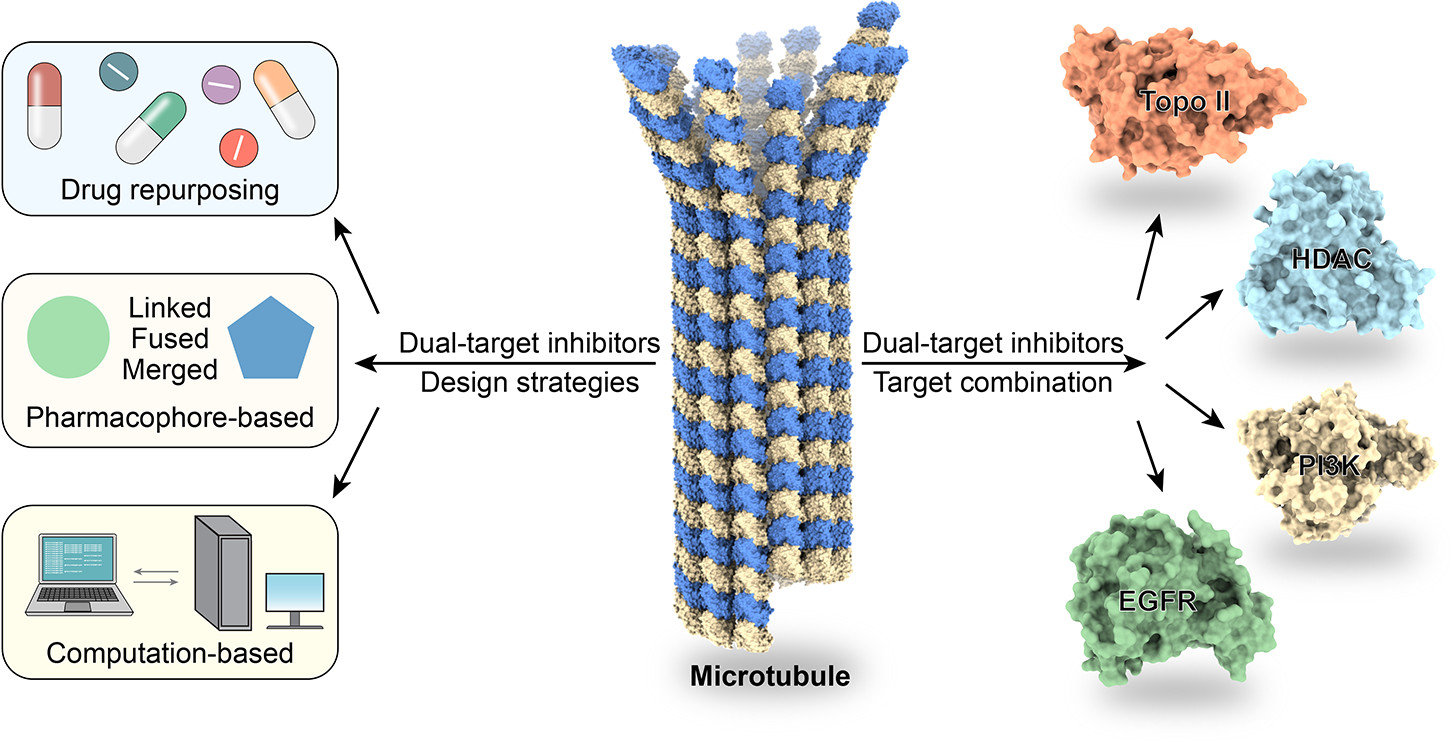 Drug repurposing
Linked
Fused
Merged
Pharmacophore-based
Computation-based
Dual-target inhibitors
Design strategies
Microtubule
Dual-target inhibitors
Target combination
Topo II
HDAC
PI3K
EGFR